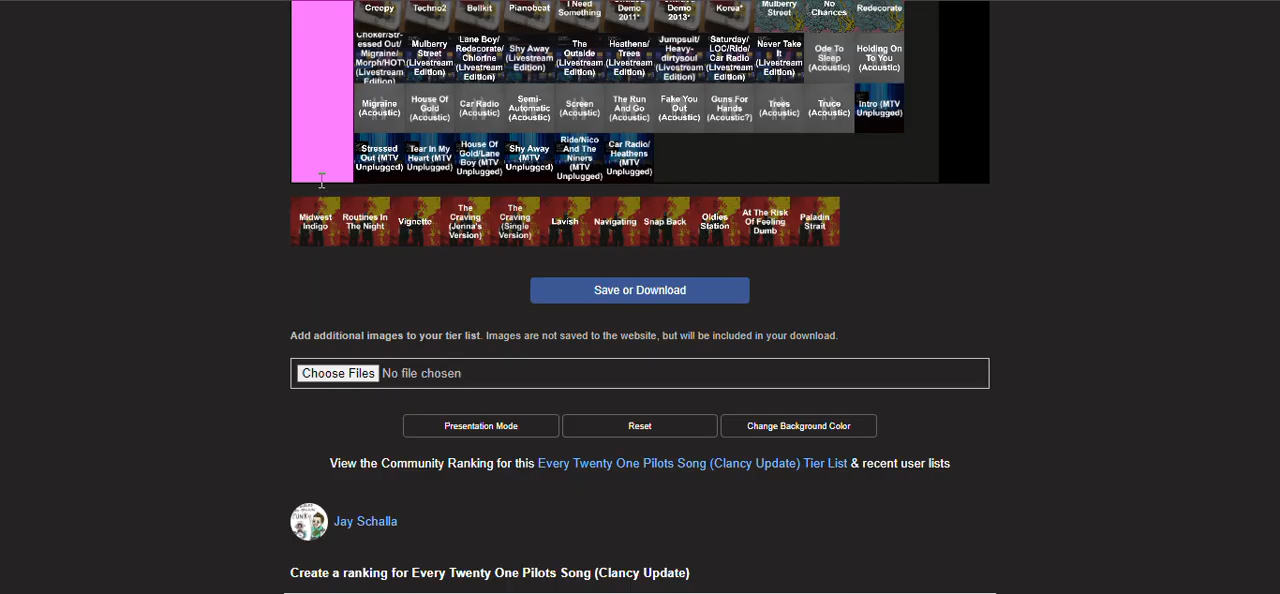 Creepy
Techno2
Bellkit
Pianobeat
I Need
Something
Demo
2011*
Demo
2013*
Korea*
Mulberry
Street
No
Chances
Redecorate
Choker/Str-
essed Out/
Migraine/
Morph/HOT
(Livestream
Edition)
Mulberry
Street
(Livestream
Edition)
Lane Boy/
Redecorate/
Chlorine
(Livestream
Edition)
Shy Away
(Livestream
Edition)
The
Outside
(Livestream
Edition)
Heathens/
Trees
(Livestream
Edition)
Jumpsuit/
Heavy-
dirtysoul
(Livestream
Edition)
Saturday/
LOC/Ride/
Car Radio
(Livestream
Edition)
Never Take
It
(Livestream
Edition)
Ode To
Sleep
(Acoustic)
Holding On
To You
(Acoustic)
Migraine
(Acoustic)
House Of
Gold
(Acoustic)
Car Radio
(Acoustic)
Semi-
Automatic
(Acoustic)
Screen
(Acoustic)
The Run
And Go
(Acoustic)
Fake You
Out
(Acoustic)
Guns For
Hands
(Acoustic?)
Trees
(Acoustic)
Truce
(Acoustic)
Intro (MTV
Unplugged)
Stressed
Out (MTV
Unplugged)
Tear In My
Heart (MTV
Unplugged)
House Of
Gold/Lane
Boy (MTV
Unplugged)
Shy Away
(MTV
Unplugged)
Ride/Nico
And The
Niners
(MTV
Unplugged)
Car Radio/
Heathens
(MTV
Unplugged)
Midwest
Indigo
Routines In
The Night
Vignette
The
Craving
(Jenna's
Version)
The
Craving
(Single
Version)
Lavish
Navigating
Snap Back
Oldies
Station
At The Risk
Of Feeling
Dumb
Paladin
Strait
Save or Download
Add additional images to your tier list. Images are not saved to the website, but will be included in your download.
Choose Files No file chosen
Presentation Mode
Reset
Change Background Color
View the Community Ranking for this Every Twenty One Pilots Song (Clancy Update) Tier List & recent user lists
Jay Schalla
Create a ranking for Every Twenty One Pilots Song (Clancy Update)